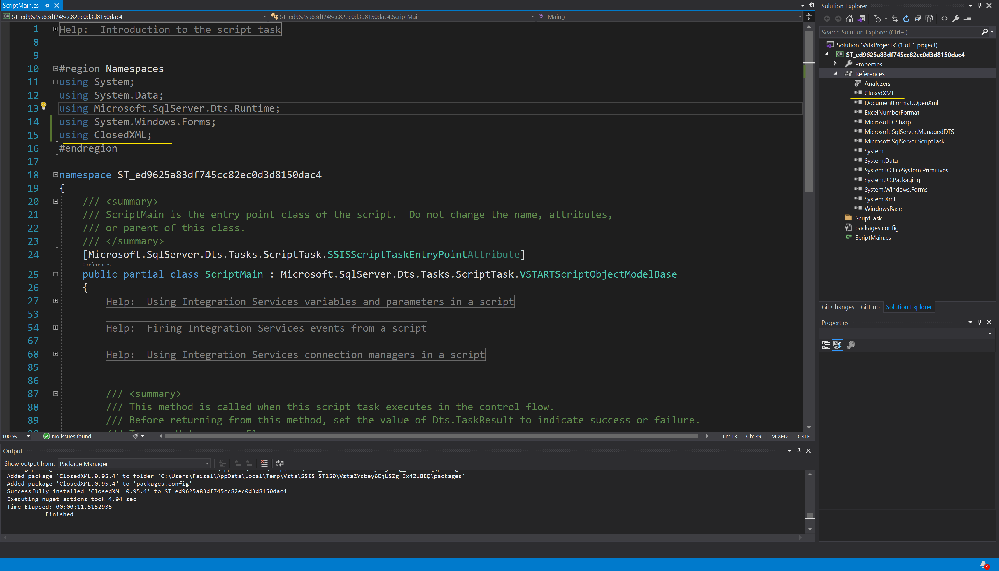 ScriptMain.cs
ST_ed9625a83df745cc82ec0d3d8150dac4
ST_ed9625a83df745cc82ec0d3d8150dac4.ScriptMain
Main()
1 Help:  Introduction to the script task
8
9
10 #region Namespaces
11 using System;
12 using System.Data;
13 using Microsoft.SqlServer.Dts.Runtime;
14 using System.Windows.Forms;
15 using ClosedXML;
16 #endregion
17
18 namespace ST_ed9625a83df745cc82ec0d3d8150dac4
19 {
20 /// <summary>
21 /// ScriptMain is the entry point class of the script.  Do not change the name, attributes,
22 /// or parent of this class.
23 /// </summary>
24 [Microsoft.SqlServer.Dts.Tasks.ScriptTask.SSISScriptTaskEntryPointAttribute]
0 references
25 public partial class ScriptMain : Microsoft.SqlServer.Dts.Tasks.ScriptTask.VSTARTScriptObjectModelBase
26 {
27 Help:  Using Integration Services variables and parameters in a script
53
54 Help:  Firing Integration Services events from a script
67
68 Help:  Using Integration Services connection managers in a script
85
86
87 /// <summary>
88 /// This method is called when this script task executes in the control flow.
89 /// Before returning from this method, set the value of Dts.TaskResult to indicate success or failure.
100 %
No issues found
Ln: 13 Ch: 39 MIXED CRLF
Output
Show output from: Package Manager
Added package 'ClosedXML.0.95.4' to folder 'C:\Users\Faisal\AppData\Local\Temp\Vsta\SSIS_ST150\VstaZYcbey6EjUSZg_Ix42l8EQ\packages'
Added package 'ClosedXML.0.95.4' to 'packages.config'
Successfully installed 'ClosedXML 0.95.4' to ST_ed9625a83df745cc82ec0d3d8150dac4
Executing nuget actions took 4.94 sec
Time Elapsed: 00:00:11.5152935
========== Finished ==========
Solution Explorer
Search Solution Explorer (Ctrl+;)
Solution 'VstaProjects' (1 of 1 project)
ST_ed9625a83df745cc82ec0d3d8150dac4
Properties
References
Analyzers
ClosedXML
DocumentFormat.OpenXml
ExcelNumberFormat
Microsoft.CSharp
Microsoft.SqlServer.ManagedDTS
Microsoft.SqlServer.ScriptTask
System
System.Data
System.IO.FileSystem.Primitives
System.IO.Packaging
System.Windows.Forms
System.Xml
WindowsBase
ScriptTask
packages.config
ScriptMain.cs
Git Changes GitHub Solution Explorer
Properties
3